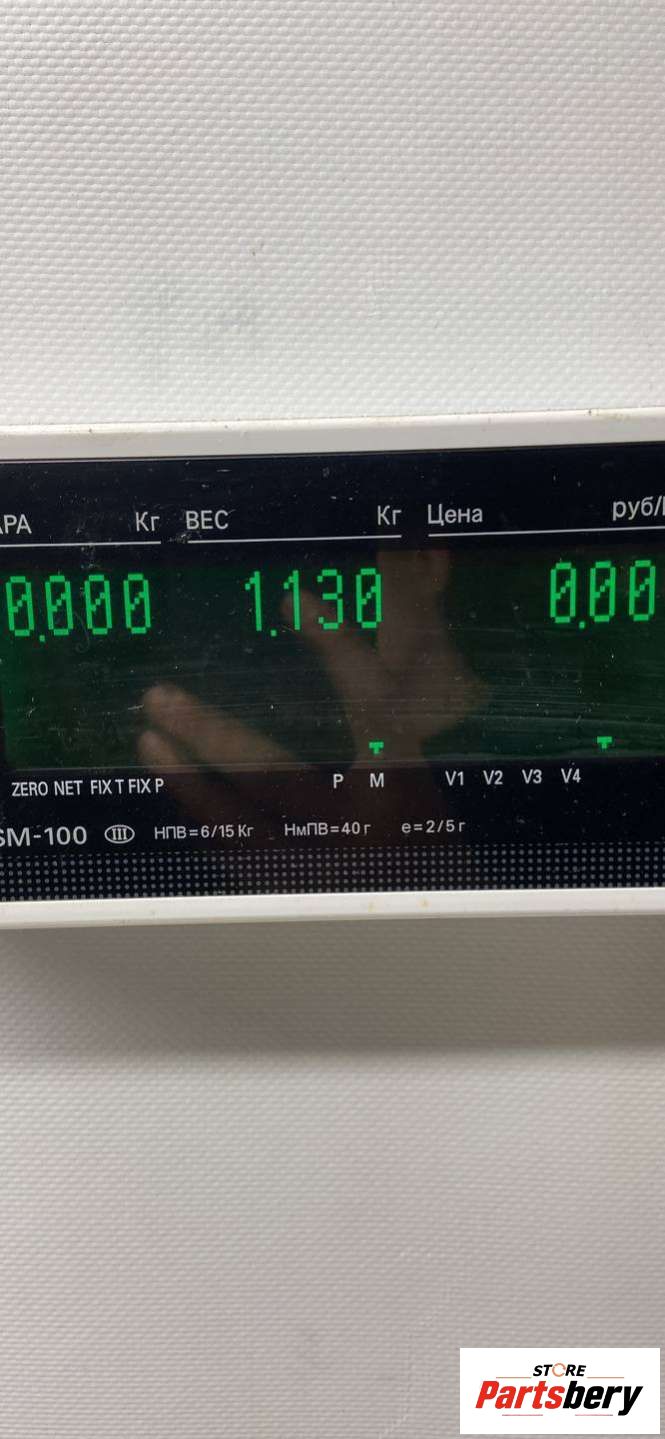 АРА Кг ВЕС Кг Цена руб/
0.000 1.130 0.00
ZERO NET FIX T FIX P P M V1 V2 V3 V4
SM-100 III НПВ=6/15 Кг НмПВ=40 г e=2/5 г
STORE
Partsbery